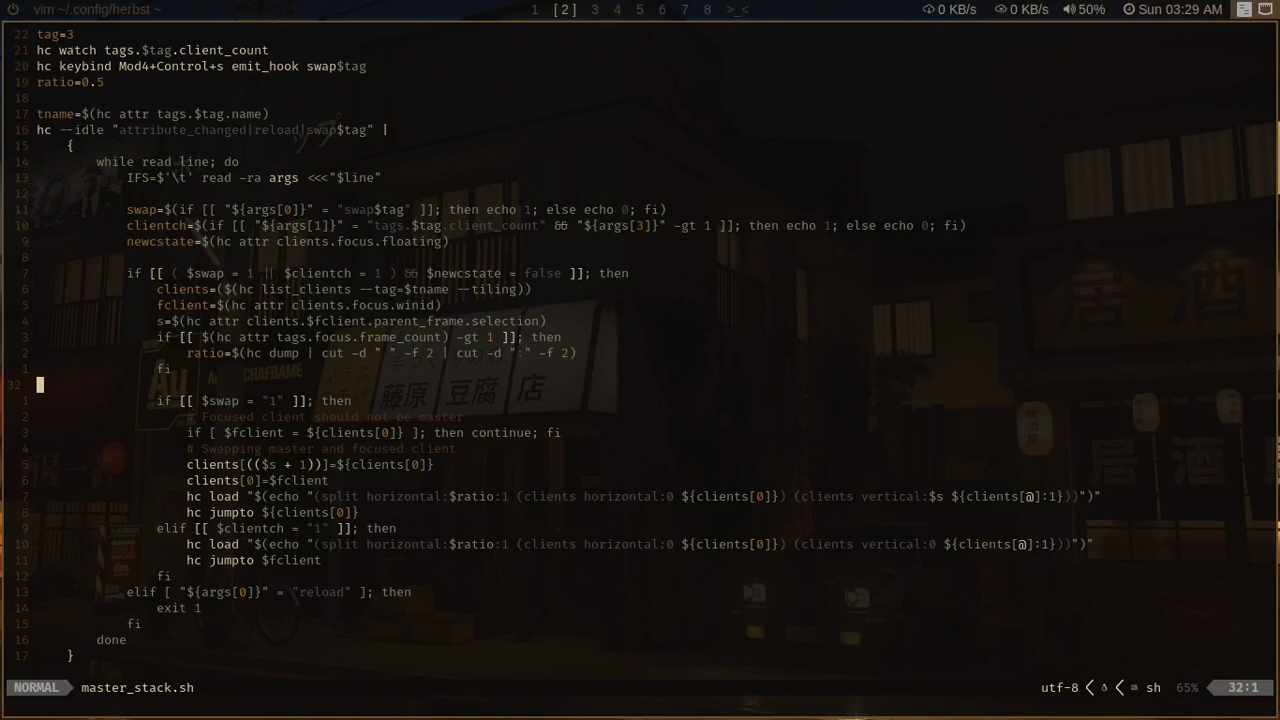 vim ~/.config/herbst ~ 1 [ 2 ] 3 4 5 6 7 8 >_< 0 KB/s 0 KB/s 50% Sun 03:29 AM
22 tag=3
21 hc watch tags.$tag.client_count
20 hc keybind Mod4+Control+s emit_hook swap$tag
19 ratio=0.5
18
17 tname=$(hc attr tags.$tag.name)
16 hc --idle "attribute_changed|reload|swap$tag" |
15 {
14 while read line; do
13 IFS=$'\t' read -ra args <<<"$line"
12
11 swap=$(if [[ "${args[0]}" = "swap$tag" ]]; then echo 1; else echo 0; fi)
10 clientch=$(if [[ "${args[1]}" = "tags.$tag.client_count" && "${args[3]}" -gt 1 ]]; then echo 1; else echo 0; fi)
9 newcstate=$(hc attr clients.focus.floating)
8
7 if [[ ( $swap = 1 || $clientch = 1 ) && $newcstate = false ]]; then
6 clients=($(hc list_clients --tag=$tname --tiling))
5 fclient=$(hc attr clients.focus.winid)
4 s=$(hc attr clients.$fclient.parent_frame.selection)
3 if [[ $(hc attr tags.focus.frame_count) -gt 1 ]]; then
2 ratio=$(hc dump | cut -d " " -f 2 | cut -d ":" -f 2)
1 fi
32
1 if [[ $swap = "1" ]]; then
2 # Focused client should not be master
3 if [ $fclient = ${clients[0]} ]; then continue; fi
4 # Swapping master and focused client
5 clients[(($s + 1))]=${clients[0]}
6 clients[0]=$fclient
7 hc load "$(echo "(split horizontal:$ratio:1 (clients horizontal:0 ${clients[0]}) (clients vertical:$s ${clients[@]:1}))")"
8 hc jumpto ${clients[0]}
9 elif [[ $clientch = "1" ]]; then
10 hc load "$(echo "(split horizontal:$ratio:1 (clients horizontal:0 ${clients[0]}) (clients vertical:0 ${clients[@]:1}))")"
11 hc jumpto $fclient
12 fi
13 elif [ "${args[0]}" = "reload" ]; then
14 exit 1
15 fi
16 done
17 }
NORMAL master_stack.sh utf-8 sh 65% 32:1
Au
CHAFRAME
藤原 豆腐 店
居 酒
居 酒